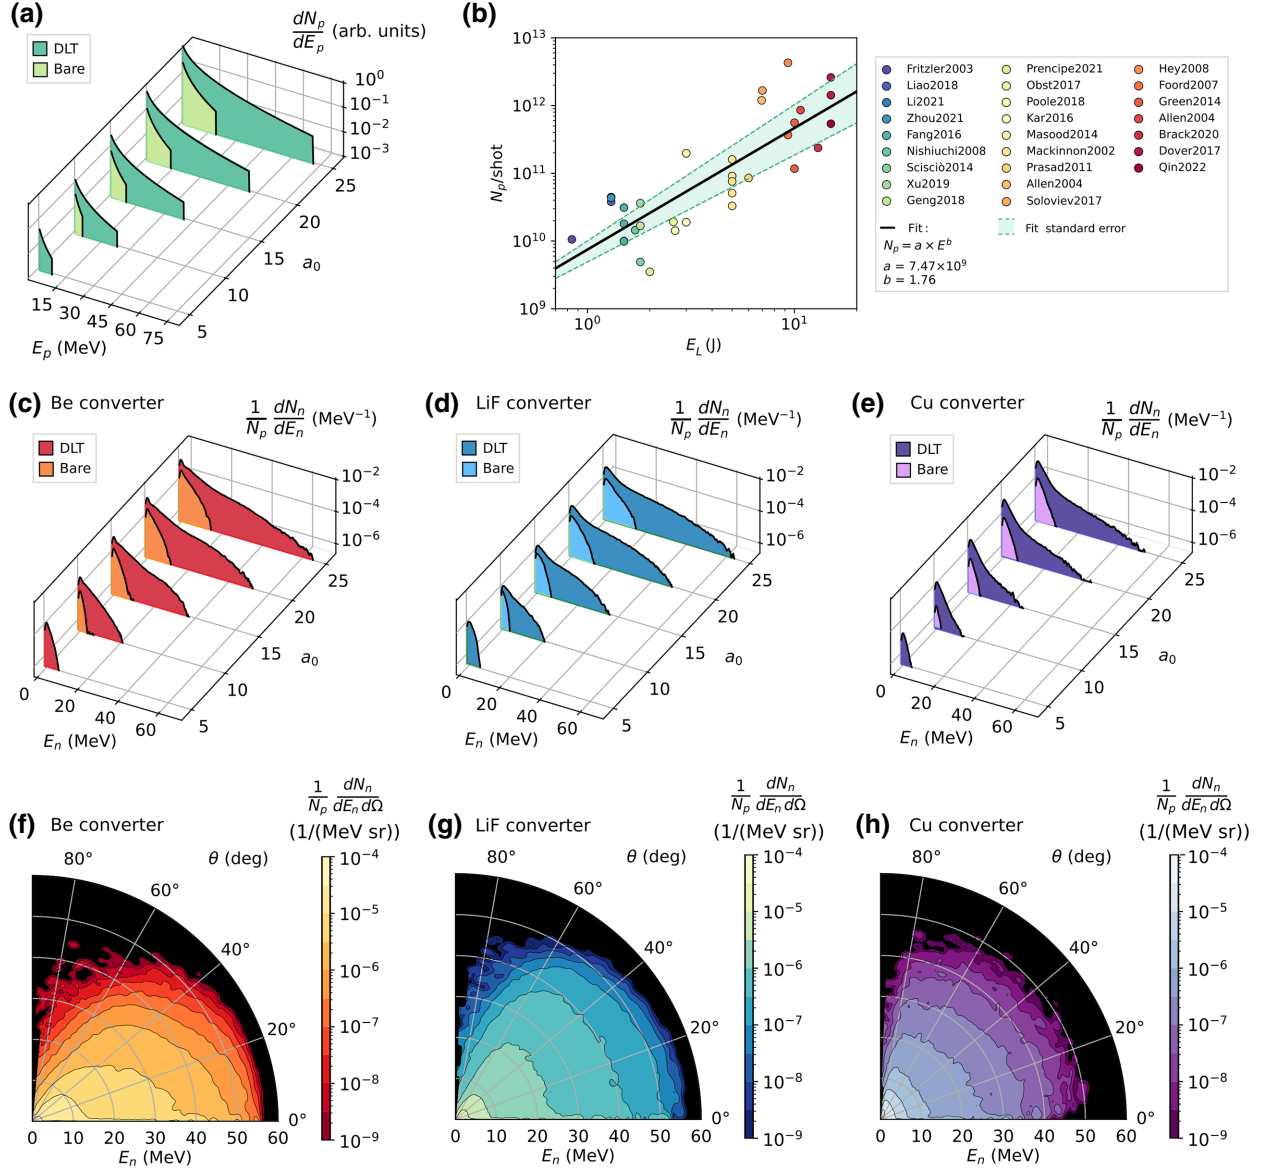 (a)
DLT
Bare
dN_p/dE_p (arb. units)
10^0
10^-1
10^-2
10^-3
25
20
15
10
5
a_0
15
30
45
60
75
E_p (MeV)
(b)
10^13
10^12
10^11
10^10
10^9
N_p/shot
10^0
10^1
E_L (J)
Fritzler2003
Liao2018
Li2021
Zhou2021
Fang2016
Nishiuchi2008
Scisciò2014
Xu2019
Geng2018
Prencipe2021
Obst2017
Poole2018
Kar2016
Masood2014
Mackinnon2002
Prasad2011
Allen2004
Soloviev2017
Hey2008
Foord2007
Green2014
Allen2004
Brack2020
Dover2017
Qin2022
Fit:
N_p = a × E^b
a = 7.47×10^9
b = 1.76
Fit standard error
(c) Be converter
1/N_p dN_n/dE_n (MeV^-1)
DLT
Bare
10^-2
10^-4
10^-6
25
20
15
10
5
a_0
0
20
40
60
E_n (MeV)
(d) LiF converter
1/N_p dN_n/dE_n (MeV^-1)
DLT
Bare
10^-2
10^-4
10^-6
25
20
15
10
5
a_0
0
20
40
60
E_n (MeV)
(e) Cu converter
1/N_p dN_n/dE_n (MeV^-1)
DLT
Bare
10^-2
10^-4
10^-6
25
20
15
10
5
a_0
0
20
40
60
E_n (MeV)
(f) Be converter
1/N_p dN_n/dE_n dΩ
(1/(MeV sr))
80°
θ (deg)
60°
40°
20°
0°
0 10 20 30 40 50 60
E_n (MeV)
10^-4
10^-5
10^-6
10^-7
10^-8
10^-9
(g) LiF converter
1/N_p dN_n/dE_n dΩ
(1/(MeV sr))
80°
θ (deg)
60°
40°
20°
0°
0 10 20 30 40 50 60
E_n (MeV)
10^-4
10^-5
10^-6
10^-7
10^-8
10^-9
(h) Cu converter
1/N_p dN_n/dE_n dΩ
(1/(MeV sr))
80°
θ (deg)
60°
40°
20°
0°
0 10 20 30 40 50 60
E_n (MeV)
10^-4
10^-5
10^-6
10^-7
10^-8
10^-9